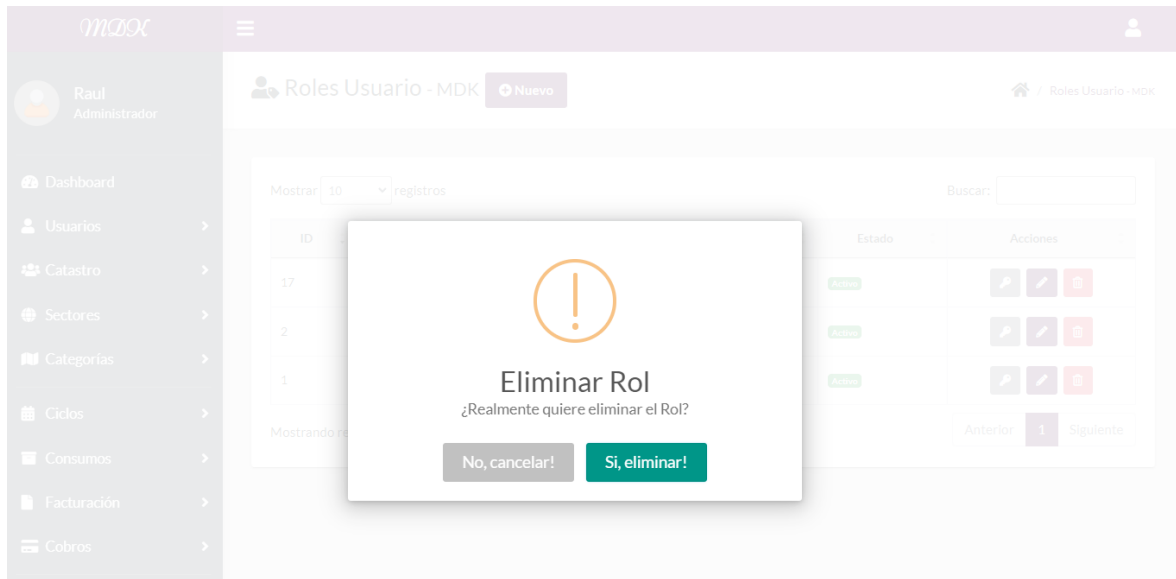 MDK
Raul
Administrador
Roles Usuario - MDK
Nuevo
/ Roles Usuario - MDK
Dashboard
Usuarios
Catastro
Sectores
Categorías
Ciclos
Consumos
Facturación
Cobros
Mostrar 10 registros
Buscar:
ID
Estado
Acciones
17
Activo
2
Activo
1
Activo
Mostrando
Anterior 1 Siguiente
Eliminar Rol
¿Realmente quiere eliminar el Rol?
No, cancelar!
Si, eliminar!